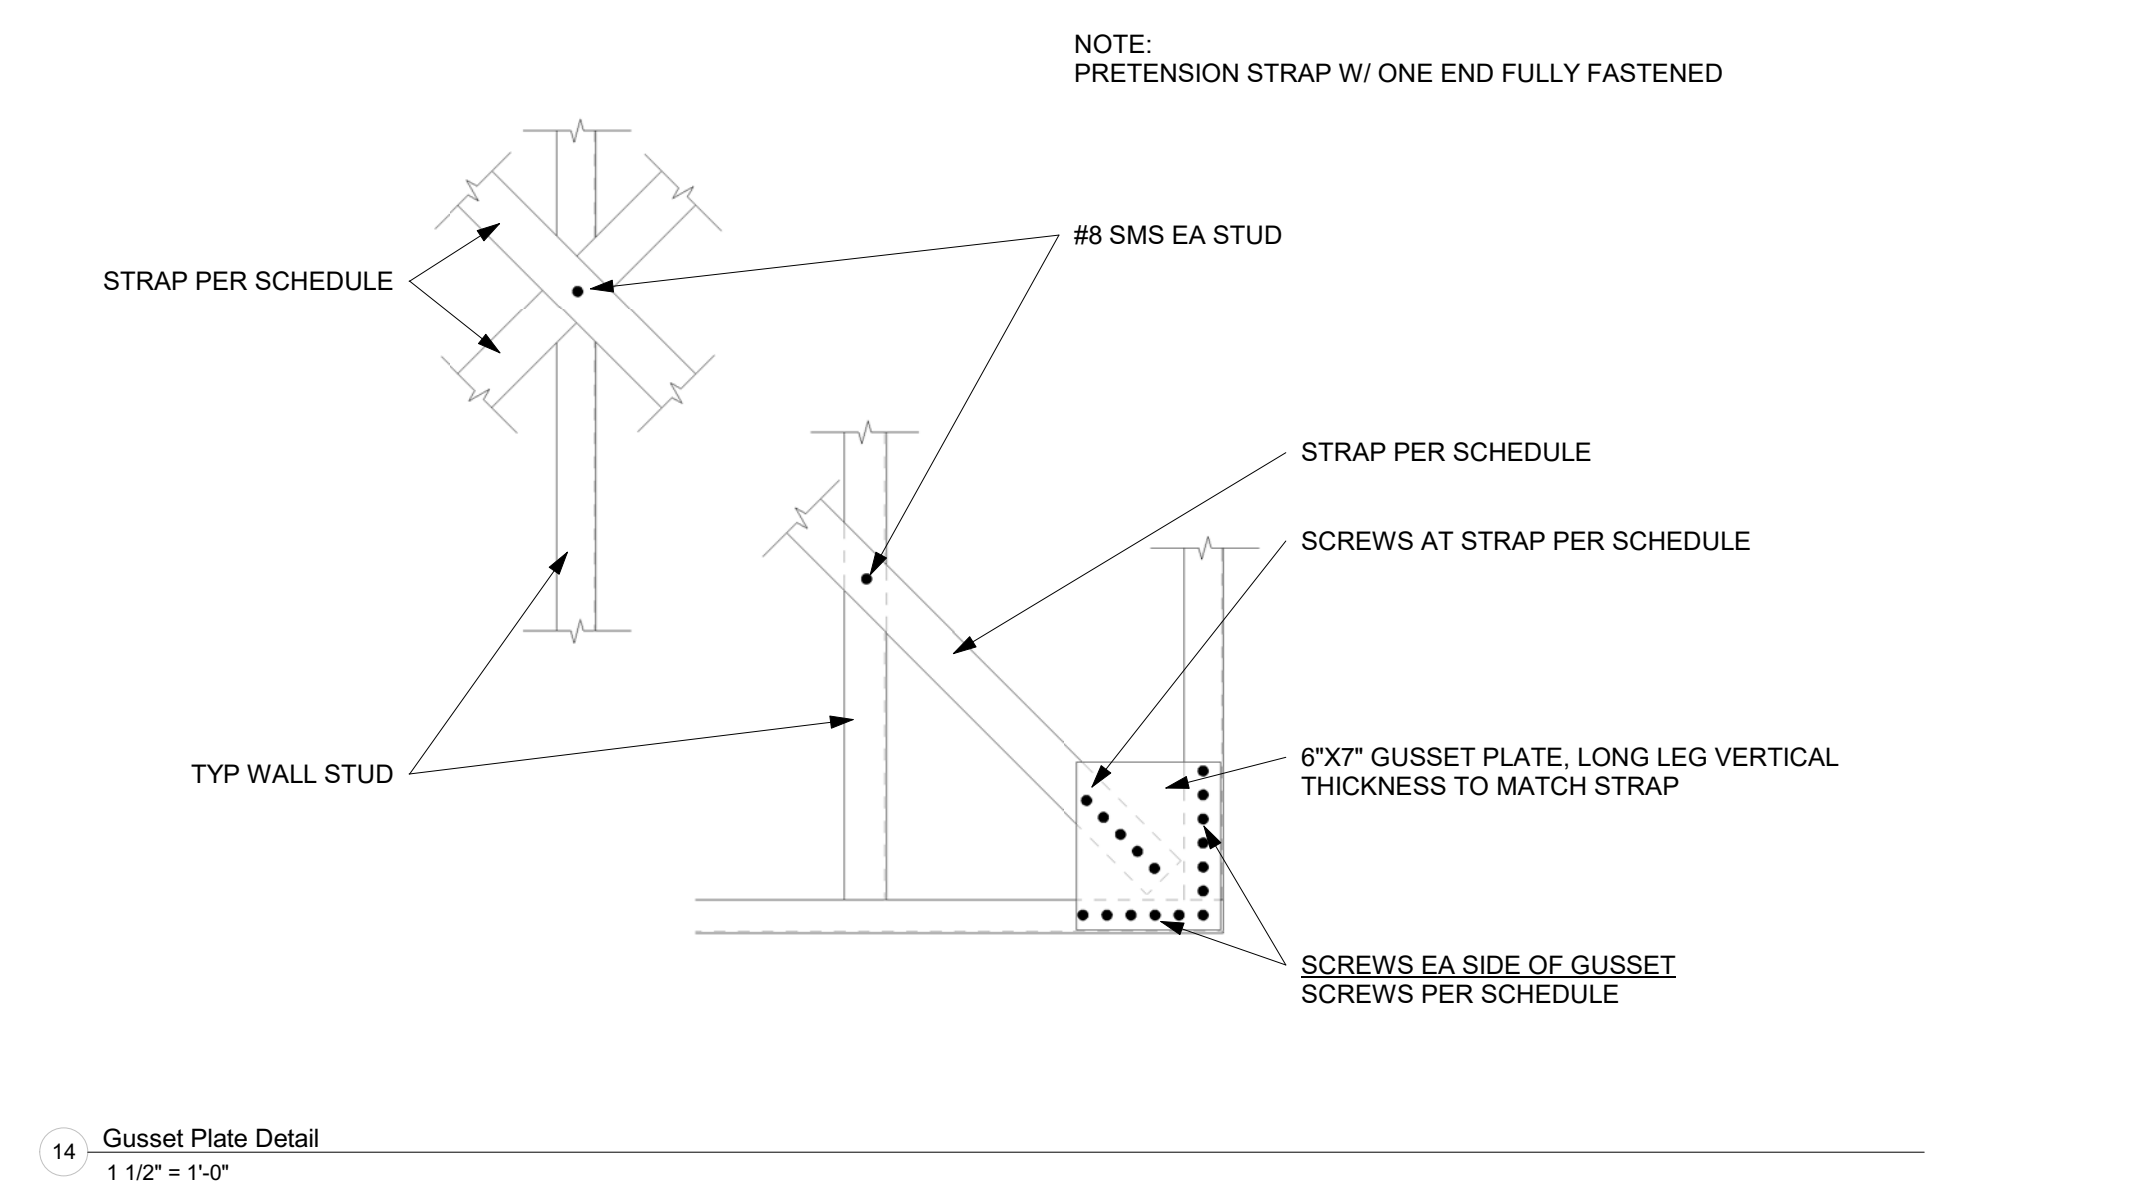 NOTE:
PRETENSION STRAP W/ ONE END FULLY FASTENED
#8 SMS EA STUD
STRAP PER SCHEDULE
STRAP PER SCHEDULE
SCREWS AT STRAP PER SCHEDULE
6"X7" GUSSET PLATE, LONG LEG VERTICAL
THICKNESS TO MATCH STRAP
TYP WALL STUD
SCREWS EA SIDE OF GUSSET
SCREWS PER SCHEDULE
14
Gusset Plate Detail
1 1/2" = 1'-0"